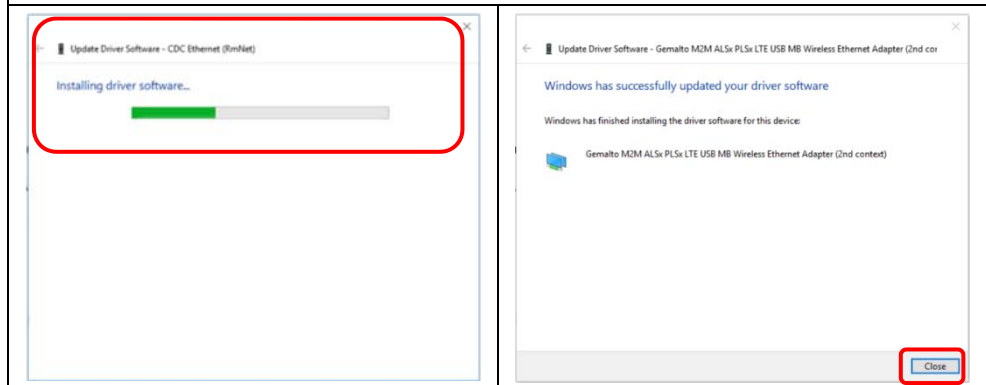 Update Driver Software - CDC Ethernet (RmNet)
Installing driver software...
Update Driver Software - Gemalto M2M ALSx PLSx LTE USB MB Wireless Ethernet Adapter (2nd cor
Windows has successfully updated your driver software
Windows has finished installing the driver software for this device:
Gemalto M2M ALSx PLSx LTE USB MB Wireless Ethernet Adapter (2nd context)
Close